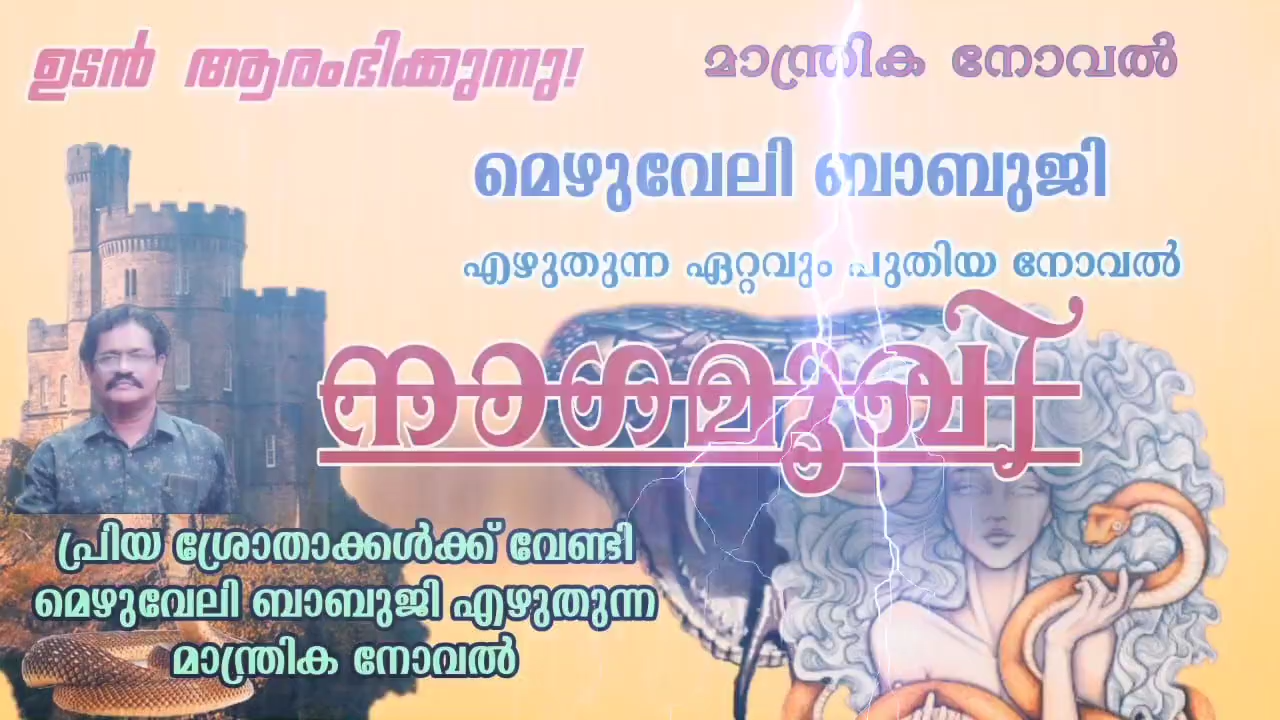 ഉടൻ ആരംഭിക്കുന്നു!
മാന്ത്രിക നോവൽ
മെഴുവേലി ബാബുജി
എഴുതുന്ന ഏറ്റവും പുതിയ നോവൽ
നാഗമുഖി
പ്രിയ ശ്രോതാക്കൾക്ക് വേണ്ടി
മെഴുവേലി ബാബുജി എഴുതുന്ന
മാന്ത്രിക നോവൽ